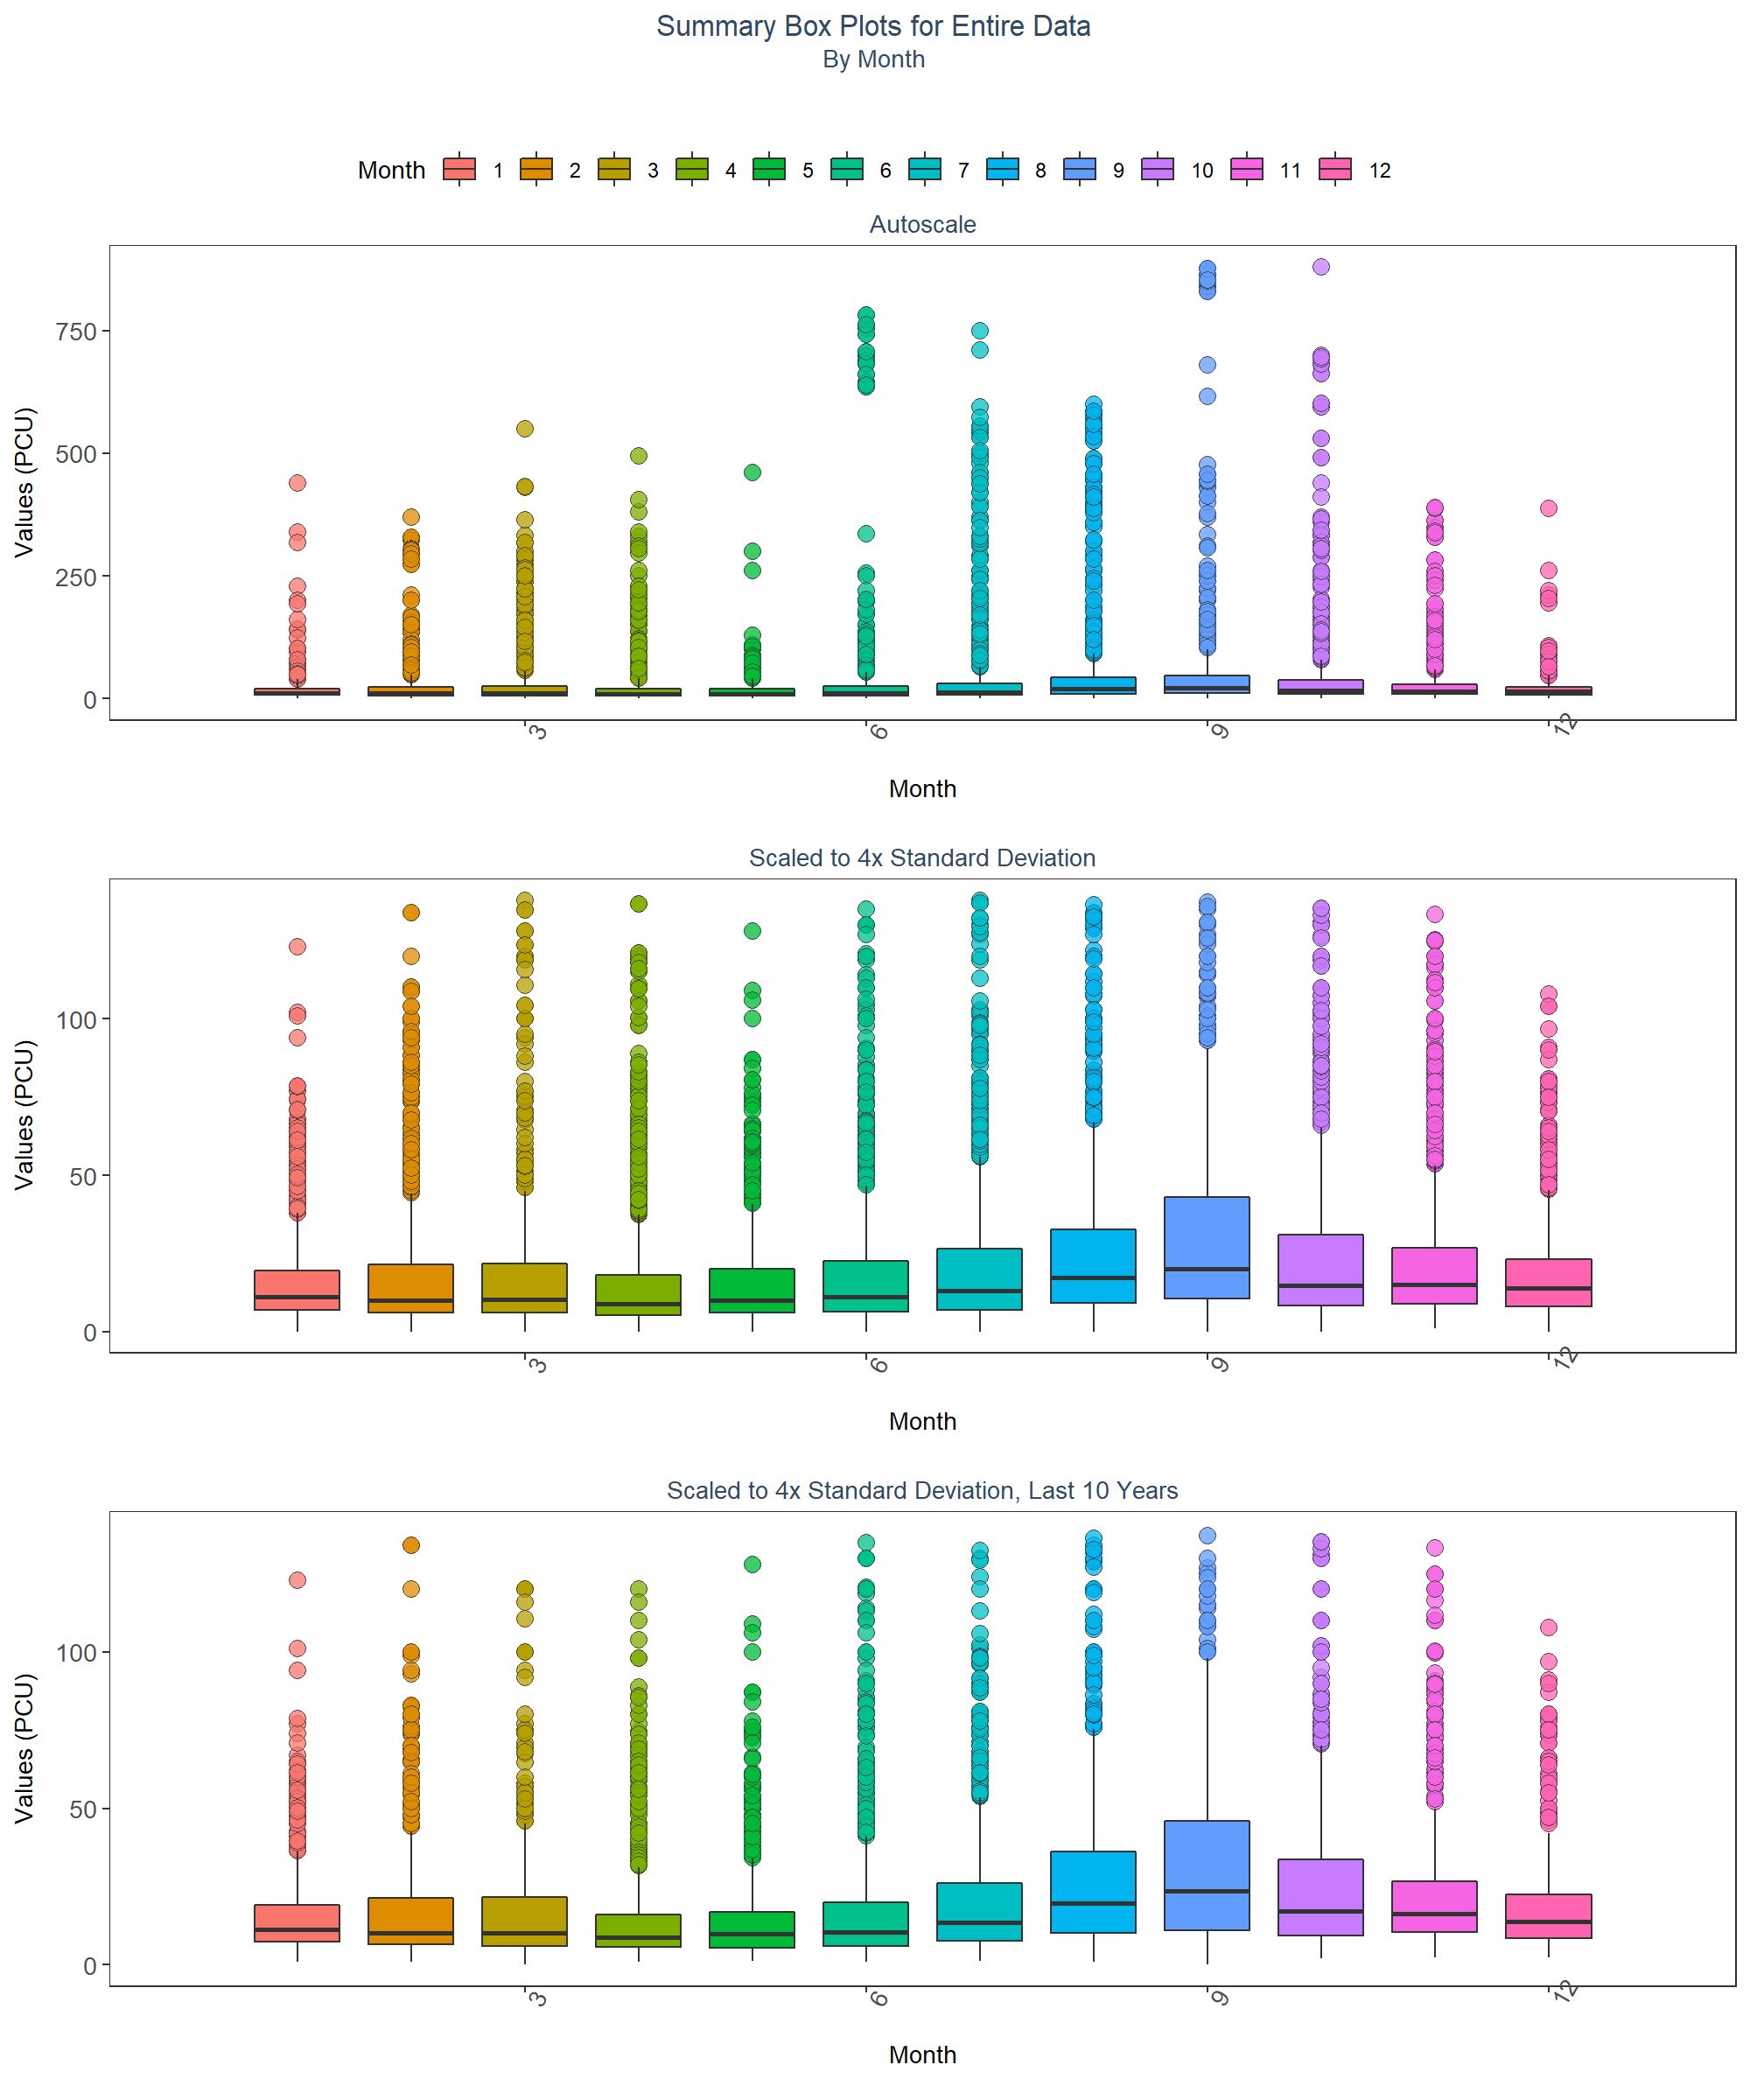 Summary Box Plots for Entire Data
By Month
Month 1 2 3 4 5 6 7 8 9 10 11 12
Autoscale
Values (PCU)
750
500
250
0
3 6 9 12
Month
Scaled to 4x Standard Deviation
Values (PCU)
100
50
0
3 6 9 12
Month
Scaled to 4x Standard Deviation, Last 10 Years
Values (PCU)
100
50
0
3 6 9 12
Month